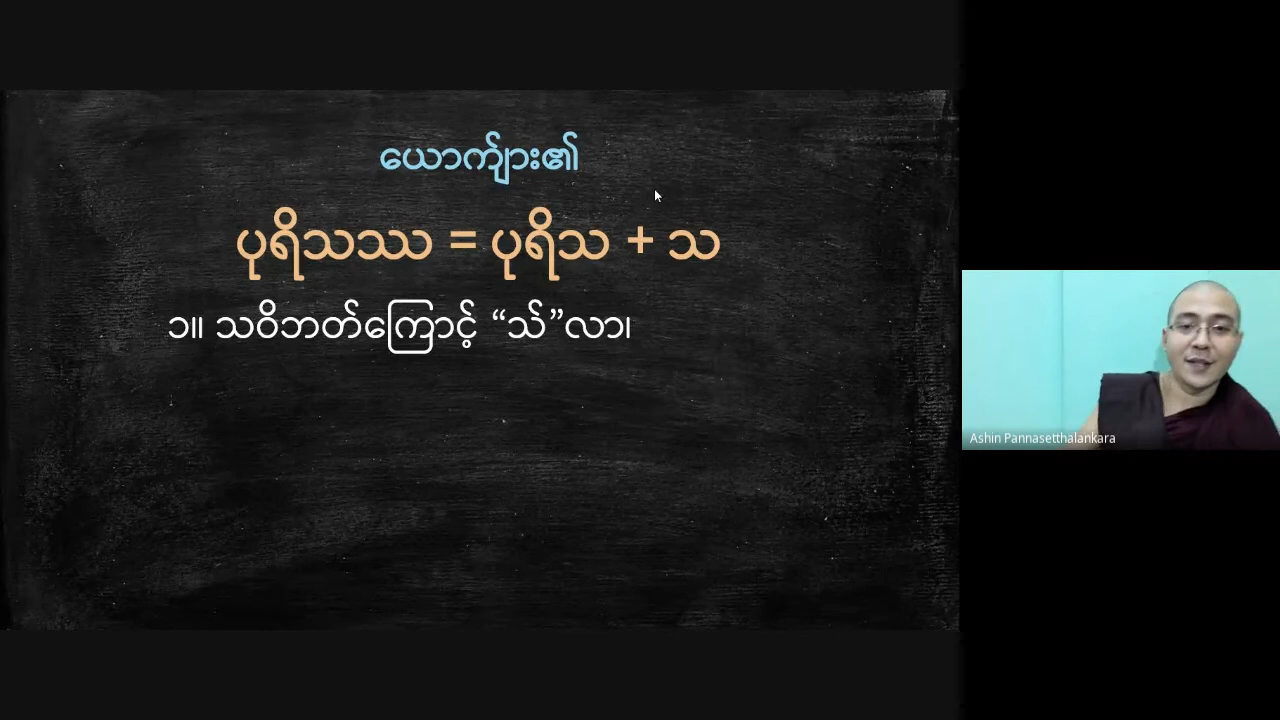 ယောက်ျား၏
ပုရိသဿ = ပုရိသ + သ
၁။ သဝိဘတ်ကြောင့် “သ်”လာ၊
Ashin Pannasetthalankara